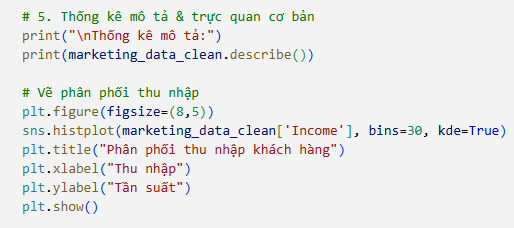 # 5. Thống kê mô tả & trực quan cơ bản
print("\nThống kê mô tả:")
print(marketing_data_clean.describe())
# Vẽ phân phối thu nhập
plt.figure(figsize=(8,5))
sns.histplot(marketing_data_clean['Income'], bins=30, kde=True)
plt.title("Phân phối thu nhập khách hàng")
plt.xlabel("Thu nhập")
plt.ylabel("Tần suất")
plt.show()